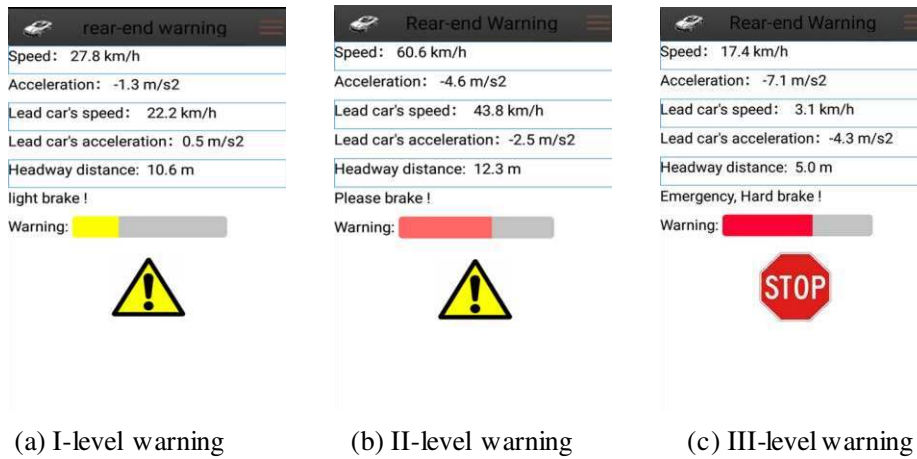 rear-end warning
Speed: 27.8 km/h
Acceleration: -1.3 m/s2
Lead car's speed: 22.2 km/h
Lead car's acceleration: 0.5 m/s2
Headway distance: 10.6 m
light brake !
Warning:
(a) I-level warning
Rear-end Warning
Speed: 60.6 km/h
Acceleration: -4.6 m/s2
Lead car's speed: 43.8 km/h
Lead car's acceleration: -2.5 m/s2
Headway distance: 12.3 m
Please brake !
Warning:
(b) II-level warning
Rear-end Warning
Speed: 17.4 km/h
Acceleration: -7.1 m/s2
Lead car's speed: 3.1 km/h
Lead car's acceleration: -4.3 m/s2
Headway distance: 5.0 m
Emergency, Hard brake !
Warning:
STOP
(c) III-level warning